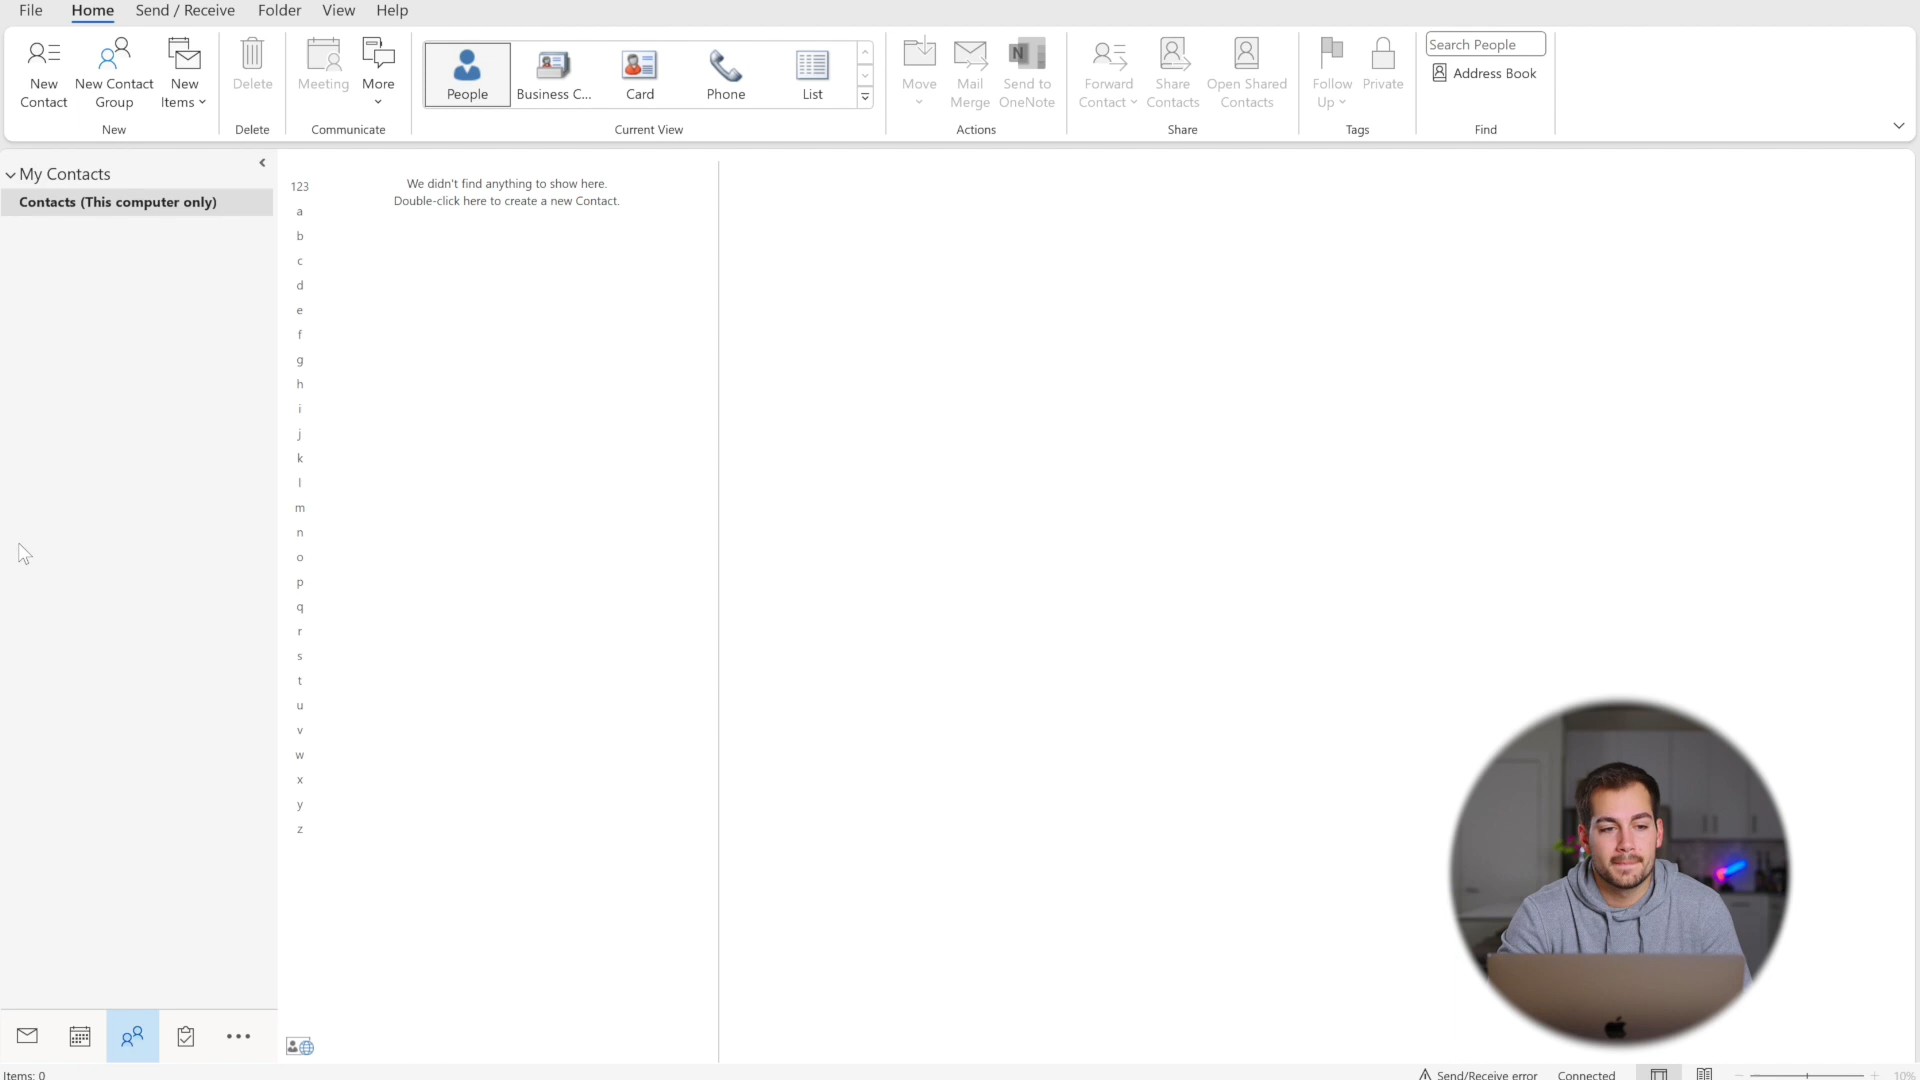 File Home Send / Receive Folder View Help
New Contact
New Contact Group
New Items
New
Delete
Delete
Meeting
More
Communicate
People
Business C...
Card
Phone
List
Current View
Move
Mail Merge
Send to OneNote
Actions
Forward Contact
Share Contacts
Open Shared Contacts
Share
Follow Up
Private
Tags
Search People
Address Book
Find
My Contacts
Contacts (This computer only)
We didn't find anything to show here.
Double-click here to create a new Contact.
123
a
b
c
d
e
f
g
h
i
j
k
l
m
n
o
p
q
r
s
t
u
v
w
x
y
z
Items: 0
Send/Receive error
Connected
10%